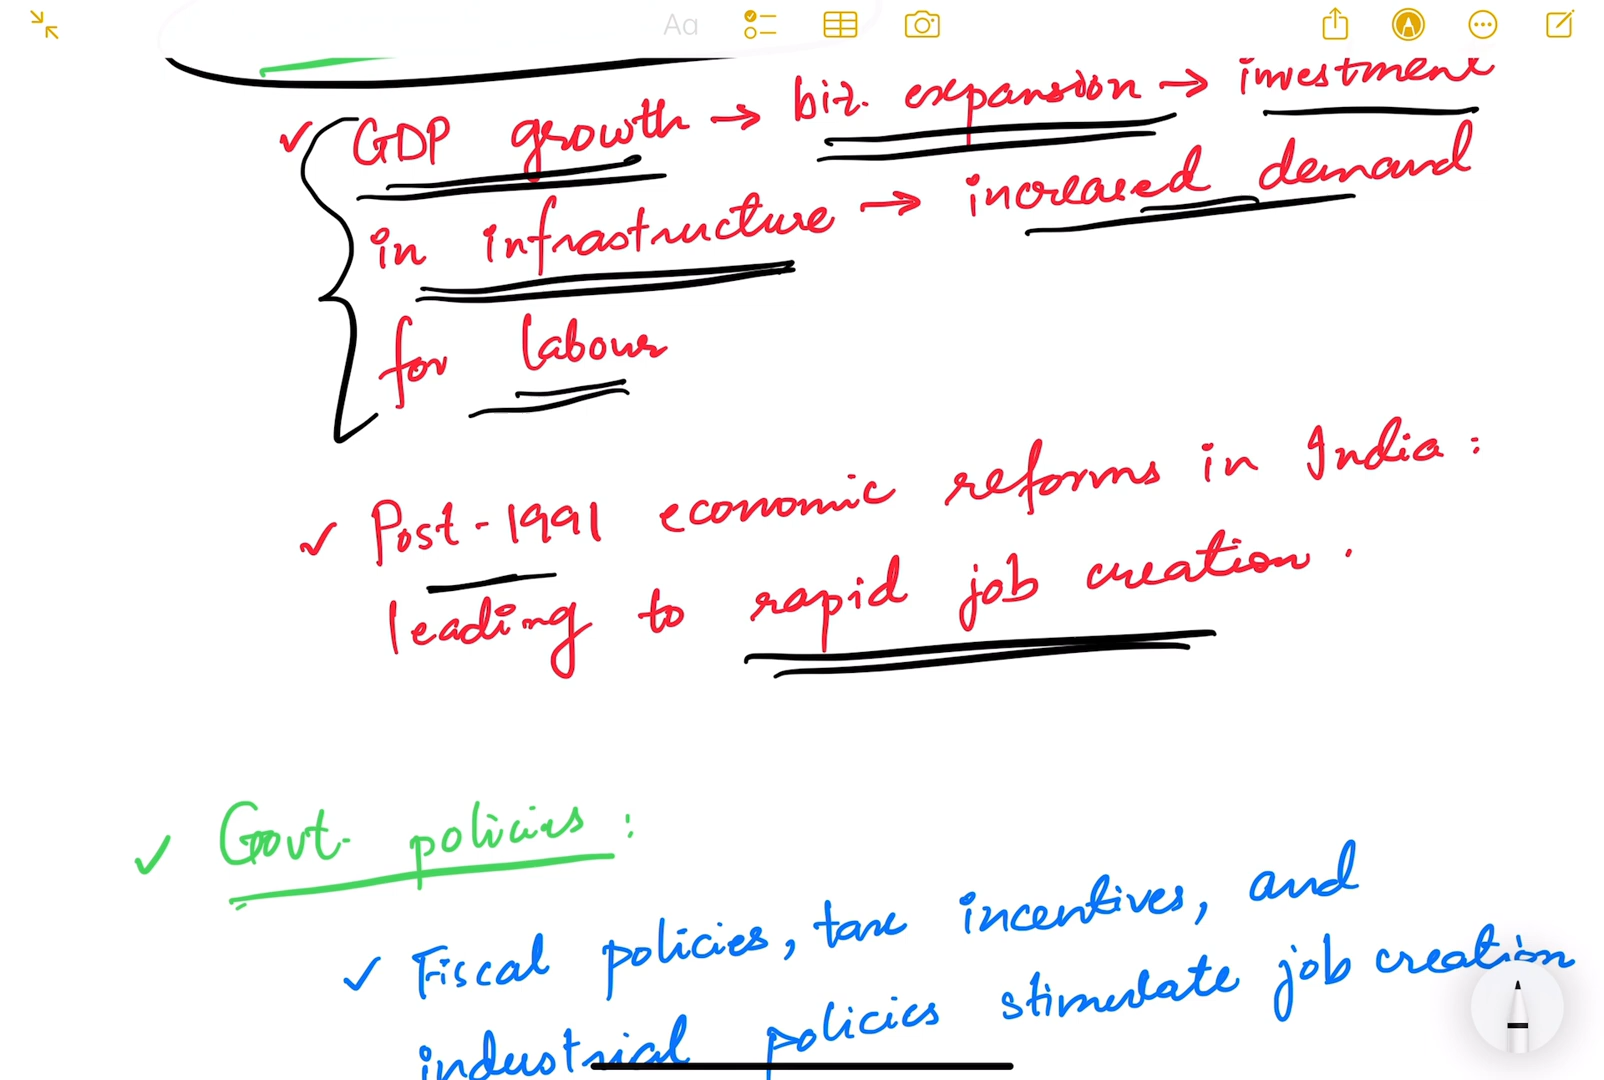 Aa
✓ GDP growth → biz. expansion → investment
in infrastructure → increased demand
for labour
✓ Post-1991 economic reforms in India :
leading to rapid job creation.
✓ Govt. policies :
✓ Fiscal policies, tax incentives, and
industrial policies stimulate job creation